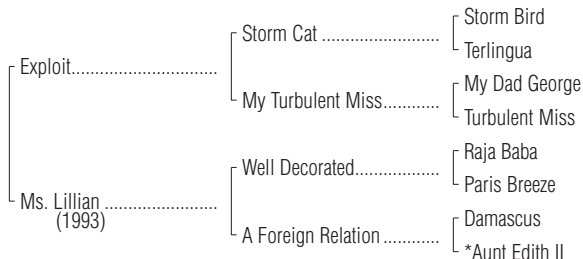 Storm Bird
Storm Cat ........................
Terlingua
Exploit..............................
My Dad George
My Turbulent Miss...........
Turbulent Miss
Raja Baba
Well Decorated.................
Paris Breeze
Ms. Lillian .......................
(1993)
Damascus
A Foreign Relation ...........
*Aunt Edith II